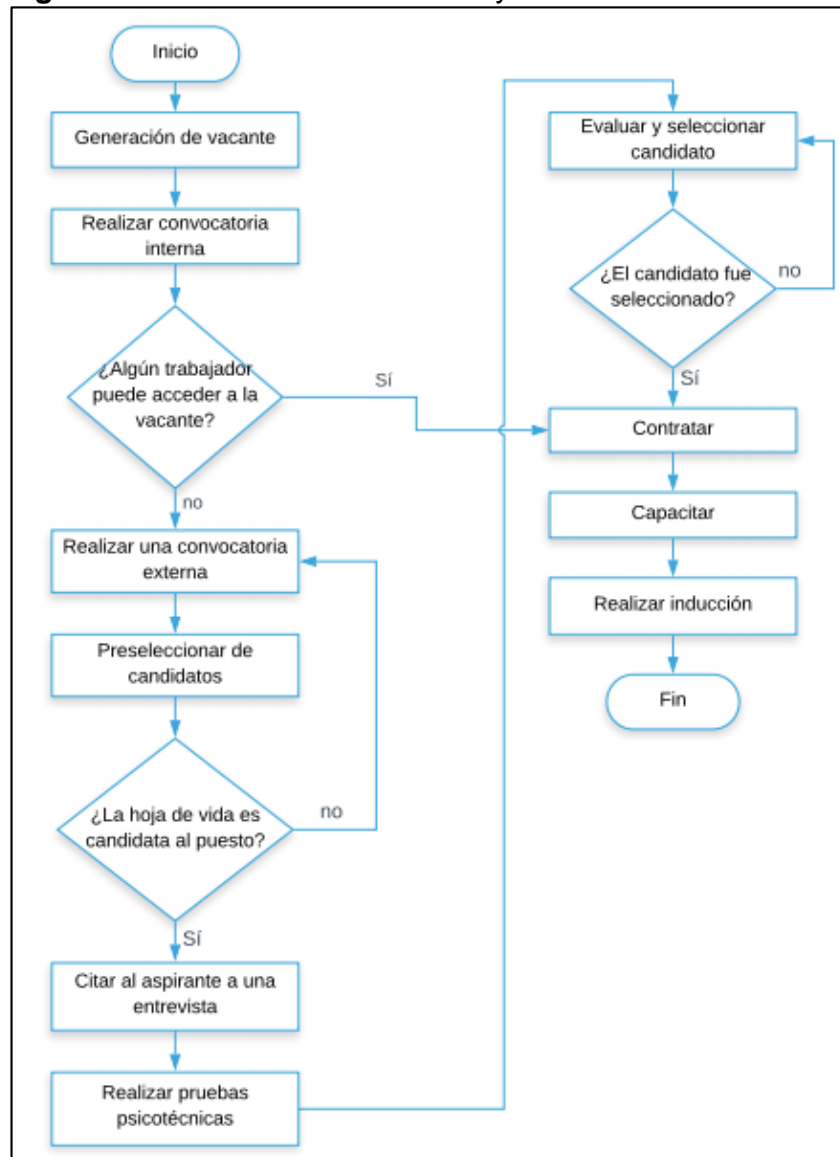 Inicio
Generación de vacante
Realizar convocatoria
interna
¿Algún trabajador
puede acceder a la
vacante?
Sí
no
Realizar una convocatoria
externa
Preseleccionar de
candidatos
¿La hoja de vida es
candidata al puesto?
no
Sí
Citar al aspirante a una
entrevista
Realizar pruebas
psicotécnicas
Evaluar y seleccionar
candidato
¿El candidato fue
seleccionado?
no
Sí
Contratar
Capacitar
Realizar inducción
Fin